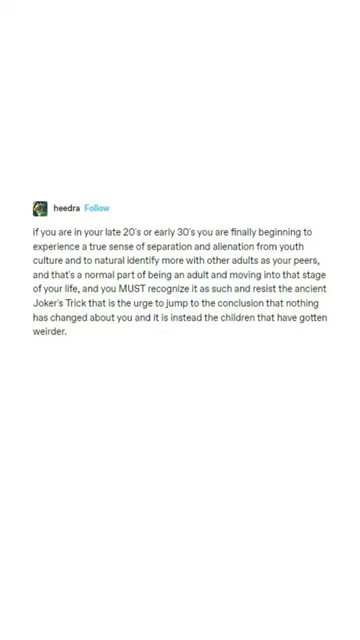 heedra Follow
if you are in your late 20's or early 30's you are finally beginning to
experience a true sense of separation and alienation from youth
culture and to natural identify more with other adults as your peers,
and that's a normal part of being an adult and moving into that stage
of your life, and you MUST recognize it as such and resist the ancient
Joker's Trick that is the urge to jump to the conclusion that nothing
has changed about you and it is instead the children that have gotten
weirder.